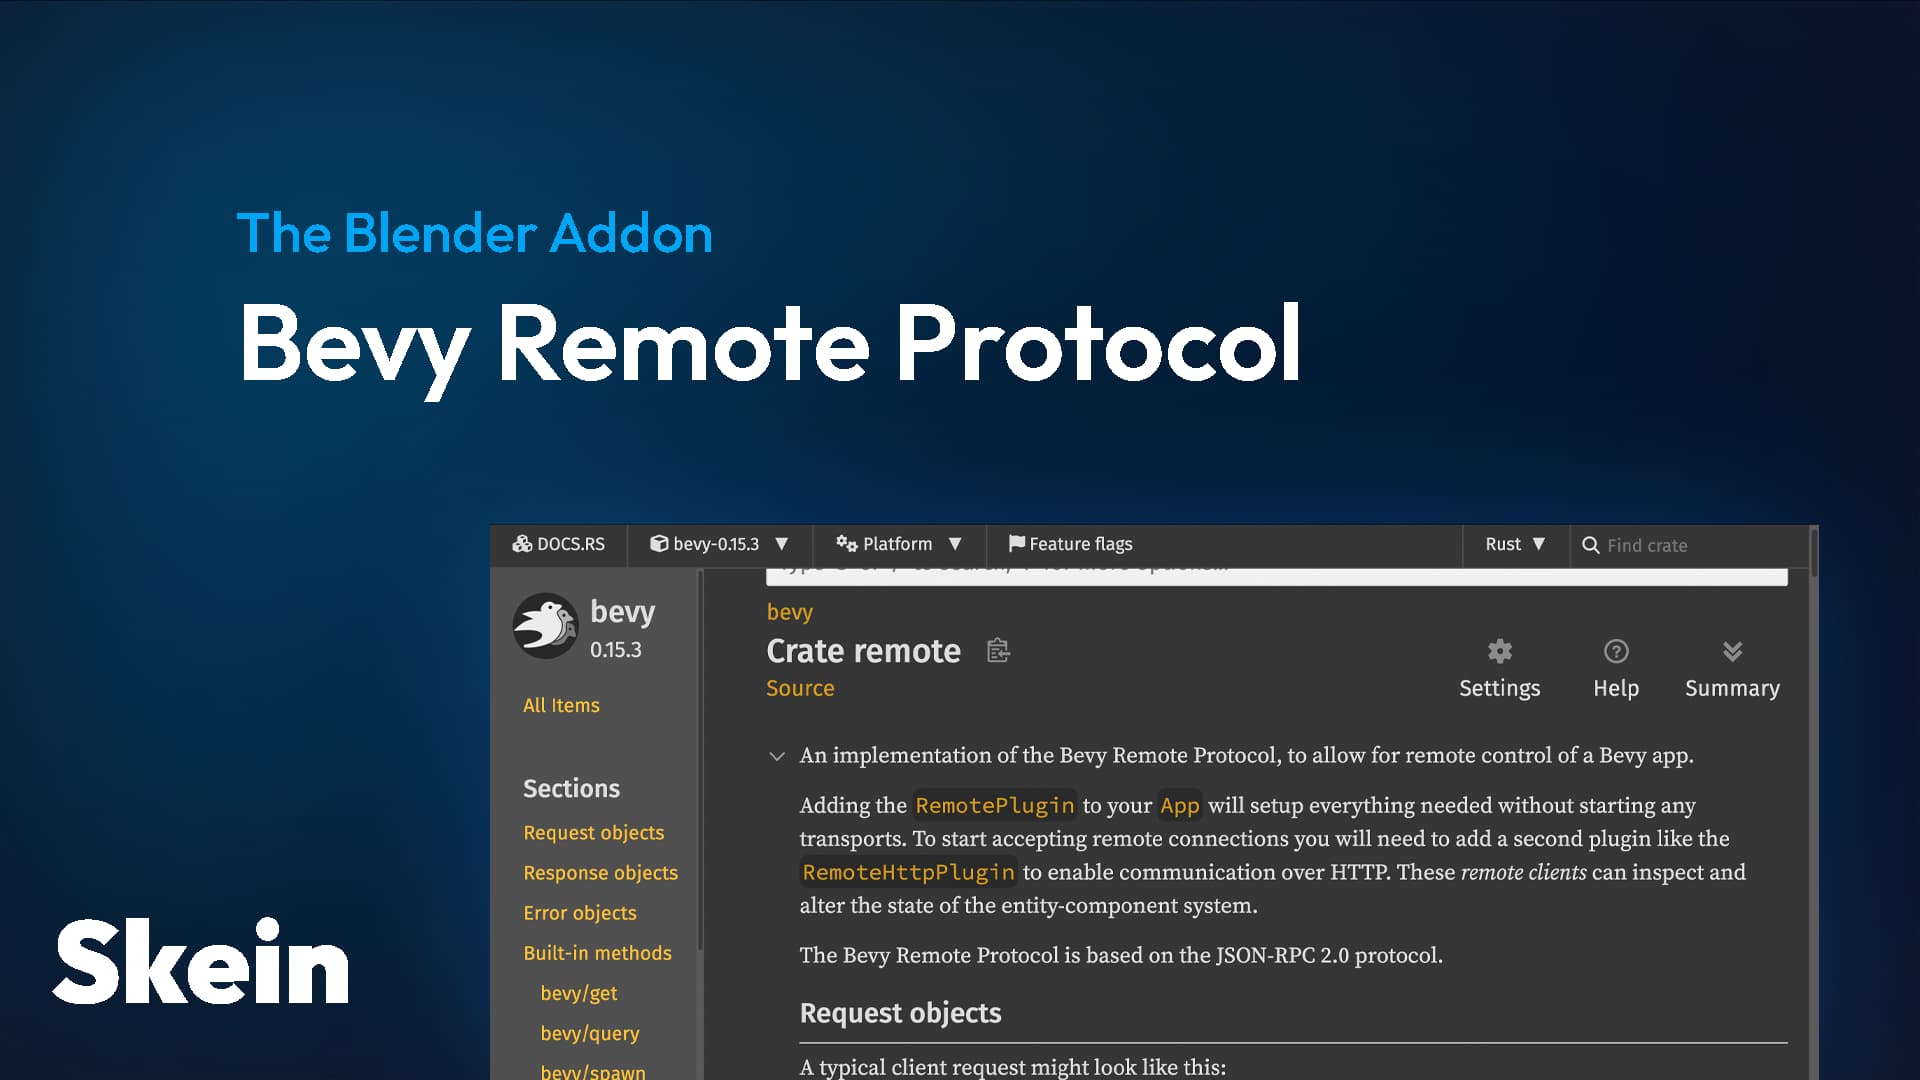 The Blender Addon
Bevy Remote Protocol
DOCS.RS
bevy-0.15.3
Platform
Feature flags
Rust
Find crate
bevy
0.15.3
All Items
Sections
Request objects
Response objects
Error objects
Built-in methods
bevy/get
bevy/query
bevy/spawn
bevy
Crate remote
Source
Settings
Help
Summary
An implementation of the Bevy Remote Protocol, to allow for remote control of a Bevy app.
Adding the RemotePlugin to your App will setup everything needed without starting any
transports. To start accepting remote connections you will need to add a second plugin like the
RemoteHttpPlugin to enable communication over HTTP. These remote clients can inspect and
alter the state of the entity-component system.
The Bevy Remote Protocol is based on the JSON-RPC 2.0 protocol.
Request objects
A typical client request might look like this:
Skein